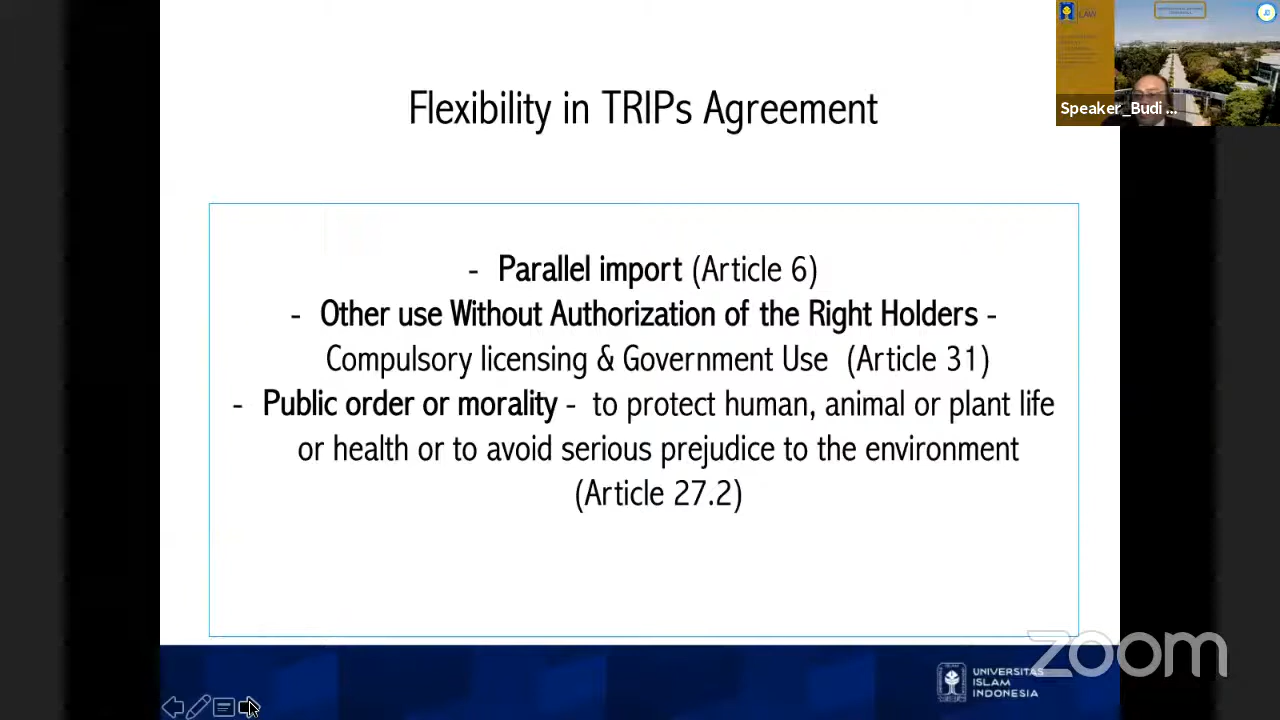 Flexibility in TRIPs Agreement
- Parallel import (Article 6)
- Other use Without Authorization of the Right Holders -
Compulsory licensing & Government Use (Article 31)
- Public order or morality - to protect human, animal or plant life
or health or to avoid serious prejudice to the environment
(Article 27.2)
LAW
Speaker_Budi ...
UNIVERSITAS
ISLAM
INDONESIA
zoom